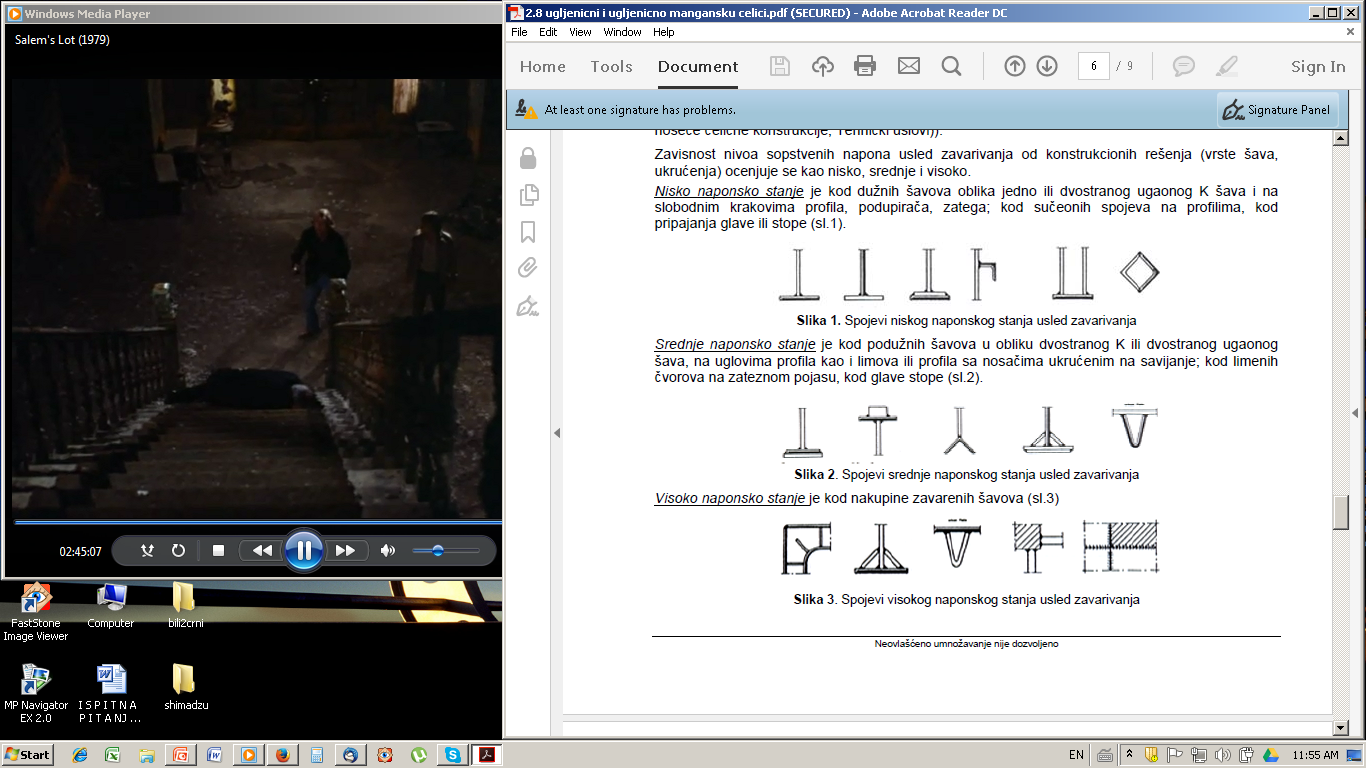 Windows Media Player
Salem's Lot (1979)
02:45:07
FastStone
Image Viewer
Computer
bili2crni
MP Navigator
EX 2.0
I S P I T N A
P I T A N J ...
shimadzu
2.8 ugljenicni i ugljenicno mangansku celici.pdf (SECURED) - Adobe Acrobat Reader DC
File Edit View Window Help
Home Tools Document 6 / 9 Sign In
At least one signature has problems. Signature Panel
noseće čelične konstrukcije, Tehnički uslovi)).
Zavisnost nivoa sopstvenih napona usled zavarivanja od konstrukcionih rešenja (vrste šava,
ukrućenja) ocenjuje se kao nisko, srednje i visoko.
Nisko naponsko stanje je kod dužnih šavova oblika jedno ili dvostranog ugaonog K šava i na
slobodnim krakovima profila, podupirača, zatega; kod sučeonih spojeva na profilima, kod
pripajanja glave ili stope (sl.1).
Slika 1. Spojevi niskog naponskog stanja usled zavarivanja
Srednje naponsko stanje je kod podužnih šavova u obliku dvostranog K ili dvostranog ugaonog
šava, na uglovima profila kao i limova ili profila sa nosačima ukrućenim na savijanje; kod limenih
čvorova na zateznom pojasu, kod glave stope (sl.2).
Slika 2. Spojevi srednje naponskog stanja usled zavarivanja
Visoko naponsko stanje je kod nakupine zavarenih šavova (sl.3)
Slika 3. Spojevi visokog naponskog stanja usled zavarivanja
Neovlašćeno umnožavanje nije dozvoljeno
Start EN 11:55 AM